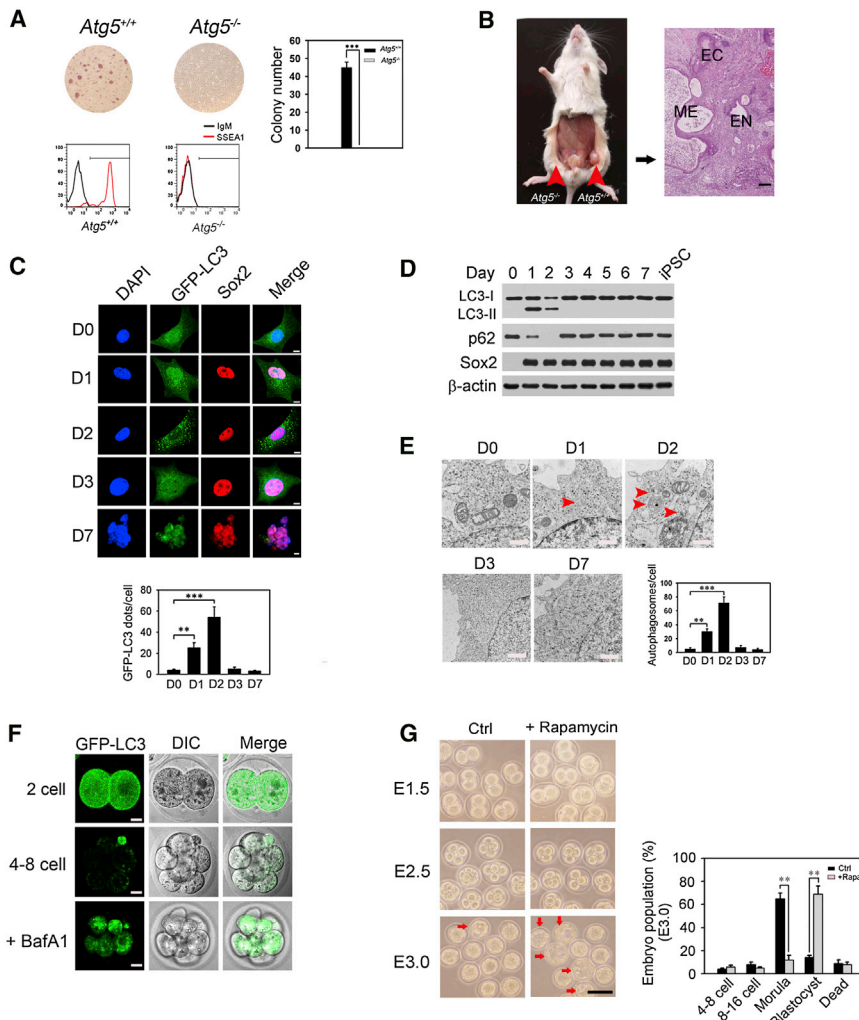 A
Atg5+/+
Atg5-/-
Colony number
60
50
40
30
20
10
0
***
Atg5+/+
Atg5-/-
IgM
SSEA1
Atg5+/+
Atg5-/-
B
Atg5-/-
Atg5+/+
EC
ME
EN
C
DAPI
GFP-LC3
Sox2
Merge
D0
D1
D2
D3
D7
GFP-LC3 dots/cell
80
60
40
20
0
**
***
D0 D1 D2 D3 D7
D
Day 0 1 2 3 4 5 6 7 iPSC
LC3-I
LC3-II
p62
Sox2
β-actin
E
D0
D1
D2
D3
D7
Autophagosomes/cell
100
80
60
40
20
0
**
***
D0 D1 D2 D3 D7
F
GFP-LC3
DIC
Merge
2 cell
4-8 cell
+ BafA1
G
Ctrl
+ Rapamycin
E1.5
E2.5
E3.0
Embryo population (%)
(E3.0)
100
80
60
40
20
0
**
**
Ctrl
+Rapa
4-8 cell
8-16 cell
Morula
Blastocyst
Dead